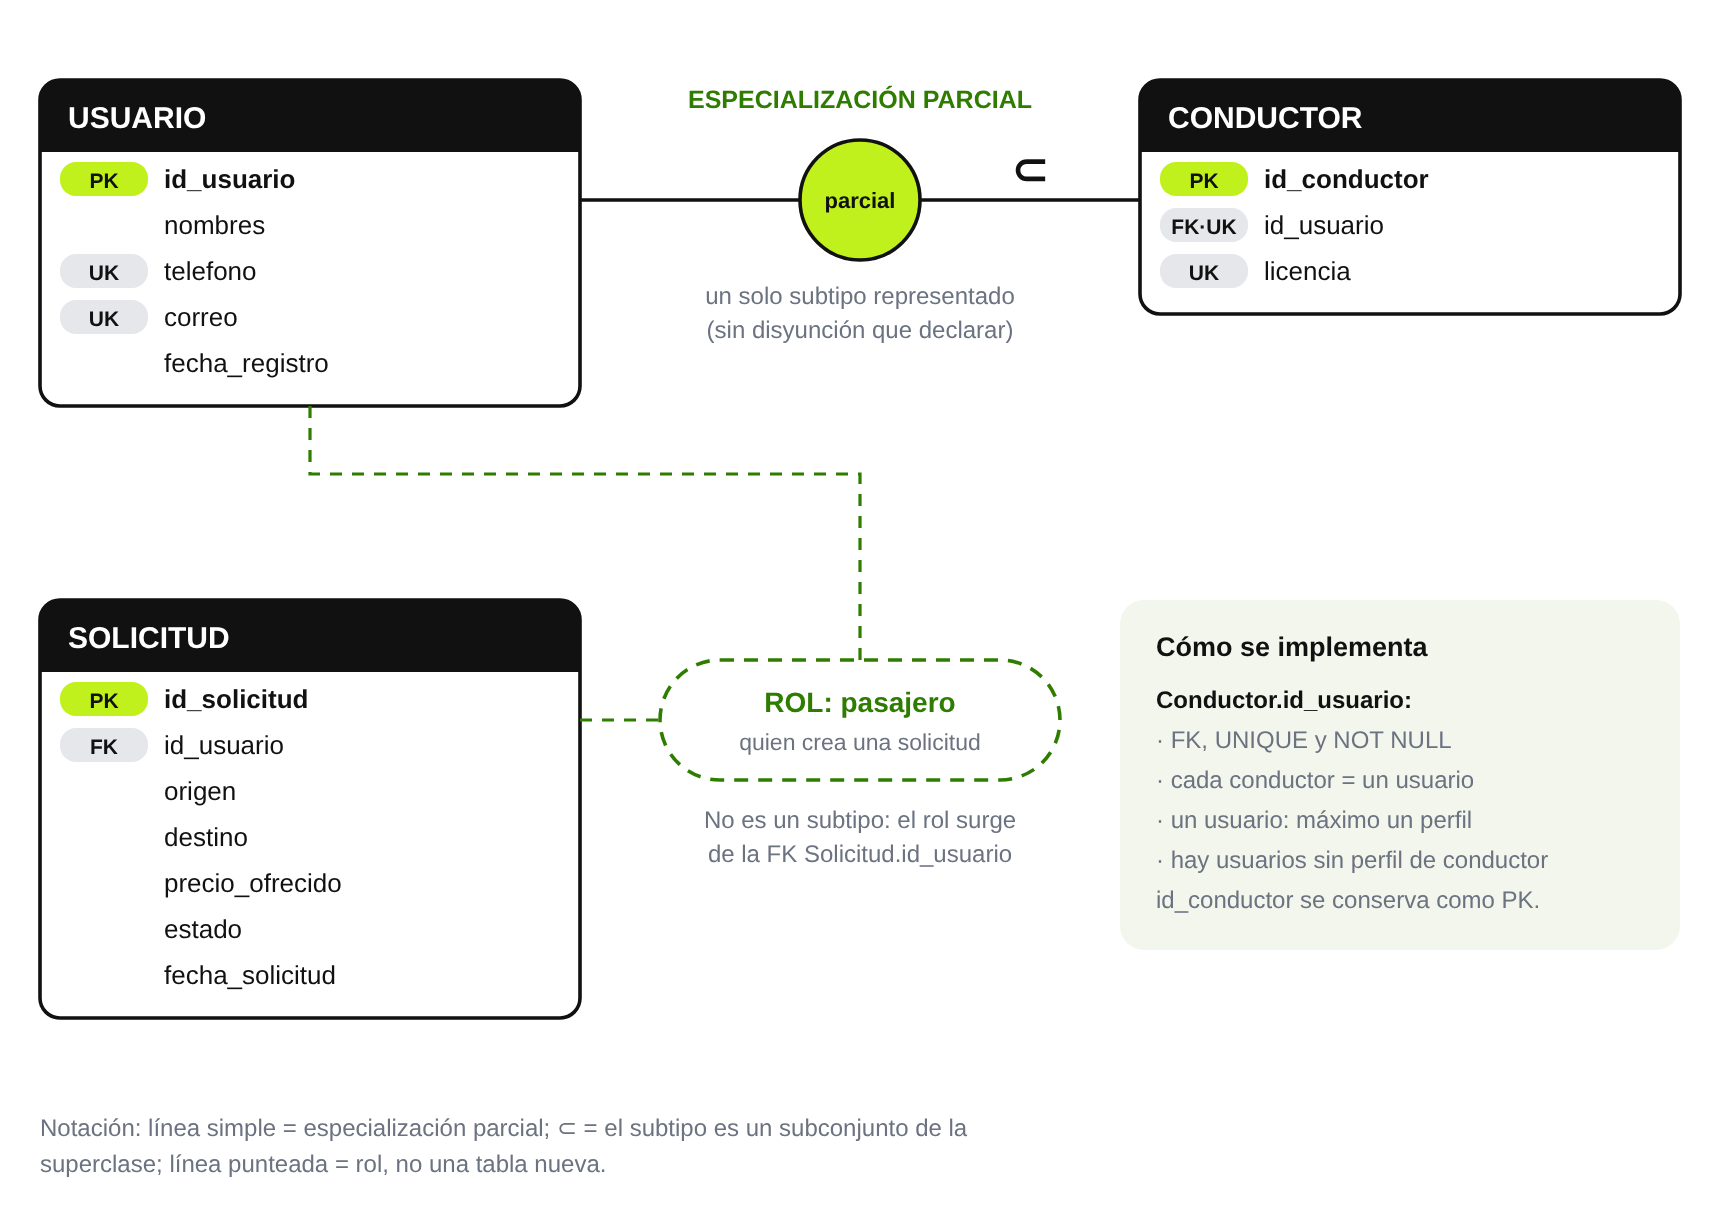 USUARIO
PK id_usuario
nombres
UK telefono
UK correo
fecha_registro
ESPECIALIZACIÓN PARCIAL
parcial
⊂
un solo subtipo representado
(sin disyunción que declarar)
CONDUCTOR
PK id_conductor
FK·UK id_usuario
UK licencia
SOLICITUD
PK id_solicitud
FK id_usuario
origen
destino
precio_ofrecido
estado
fecha_solicitud
ROL: pasajero
quien crea una solicitud
No es un subtipo: el rol surge
de la FK Solicitud.id_usuario
Cómo se implementa
Conductor.id_usuario:
· FK, UNIQUE y NOT NULL
· cada conductor = un usuario
· un usuario: máximo un perfil
· hay usuarios sin perfil de conductor
id_conductor se conserva como PK.
Notación: línea simple = especialización parcial; ⊂ = el subtipo es un subconjunto de la
superclase; línea punteada = rol, no una tabla nueva.